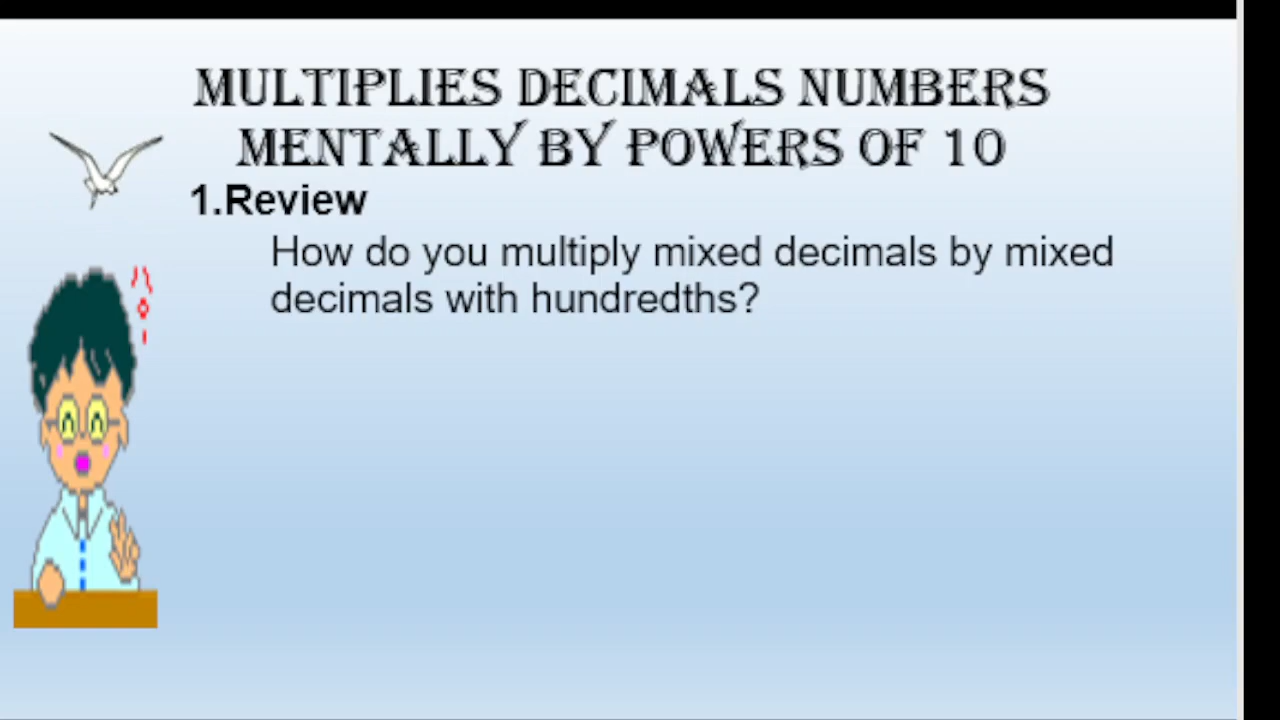 MULTIPLIES DECIMALS NUMBERS
MENTALLY BY POWERS OF 10
1.Review
How do you multiply mixed decimals by mixed
decimals with hundredths?